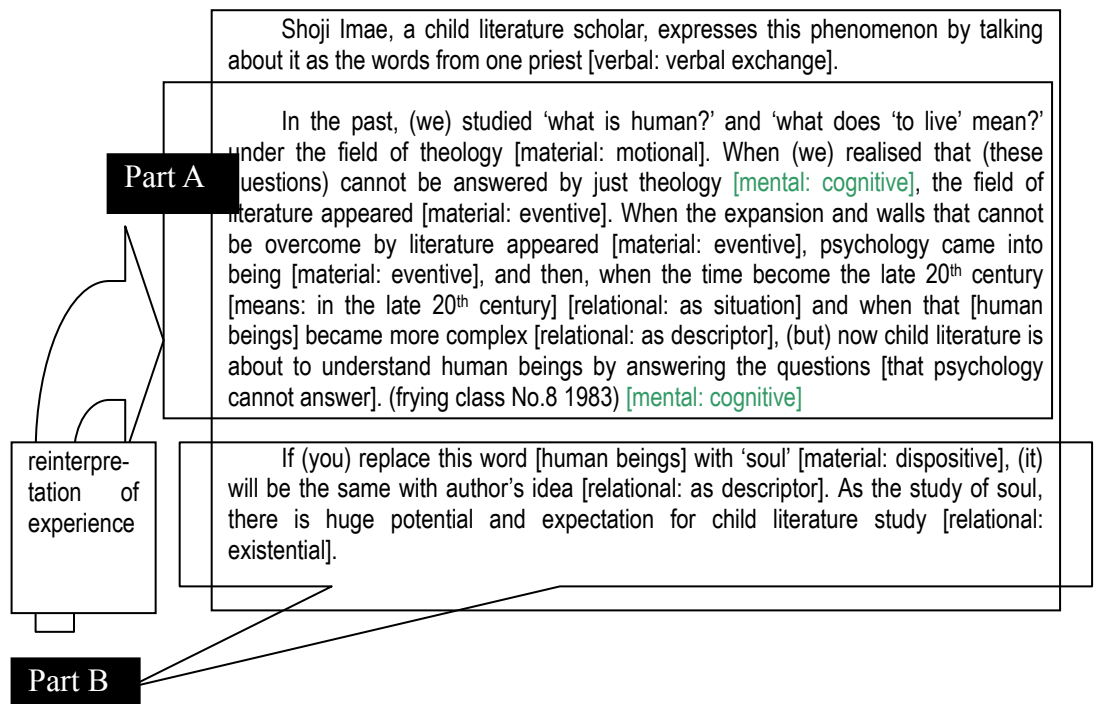 Shoji Imae, a child literature scholar, expresses this phenomenon by talking
about it as the words from one priest [verbal: verbal exchange].
In the past, (we) studied ‘what is human?’ and ‘what does ‘to live’ mean?’
under the field of theology [material: motional]. When (we) realised that (these
Part A
questions) cannot be answered by just theology [mental: cognitive], the field of
literature appeared [material: eventive]. When the expansion and walls that cannot
be overcome by literature appeared [material: eventive], psychology came into
being [material: eventive], and then, when the time become the late 20th century
[means: in the late 20th century] [relational: as situation] and when that [human
beings] became more complex [relational: as descriptor], (but) now child literature is
about to understand human beings by answering the questions [that psychology
cannot answer]. (frying class No.8 1983) [mental: cognitive]
reinterpre-
tation of
experience
If (you) replace this word [human beings] with ‘soul’ [material: dispositive], (it)
will be the same with author’s idea [relational: as descriptor]. As the study of soul,
there is huge potential and expectation for child literature study [relational:
existential].
Part B